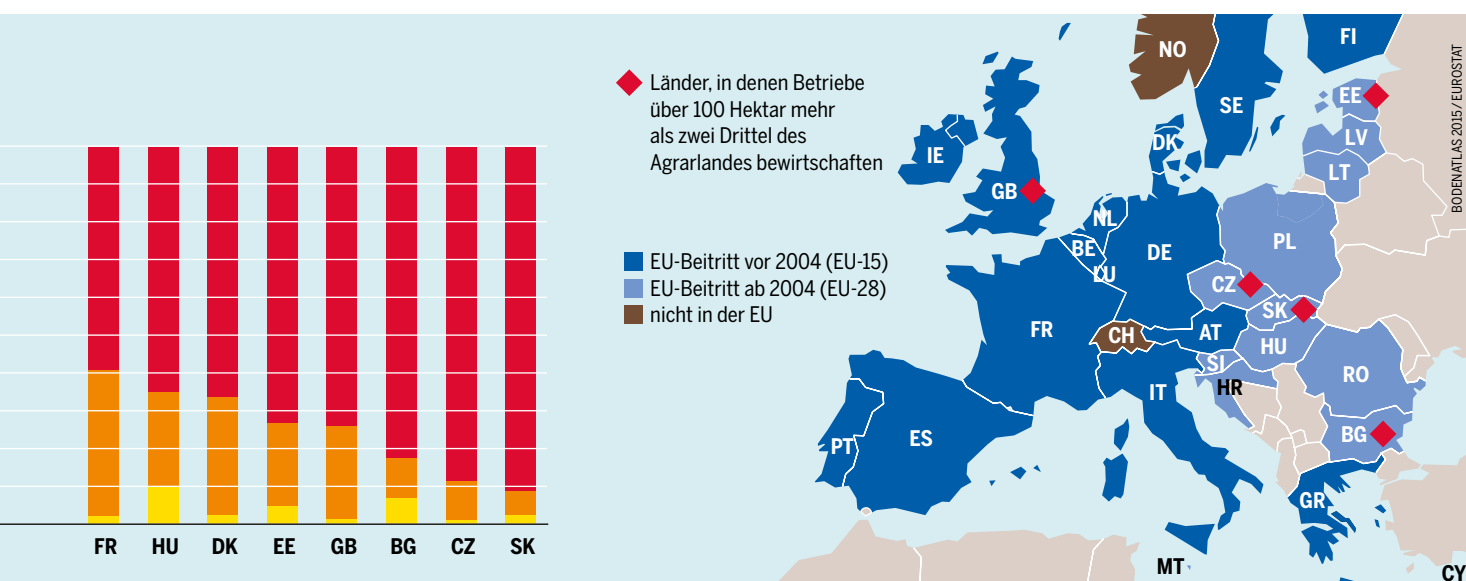 FR HU DK EE GB BG CZ SK
Länder, in denen Betriebe
über 100 Hektar mehr
als zwei Drittel des
Agrarlandes bewirtschaften
EU-Beitritt vor 2004 (EU-15)
EU-Beitritt ab 2004 (EU-28)
nicht in der EU
NO
FI
SE
EE
LV
LT
DK
IE
GB
NL
BE
LU
DE
PL
CZ
SK
FR
CH
AT
HU
SI
HR
RO
IT
BG
PT
ES
GR
MT
CY
BODENATLAS 2015 / EUROSTAT